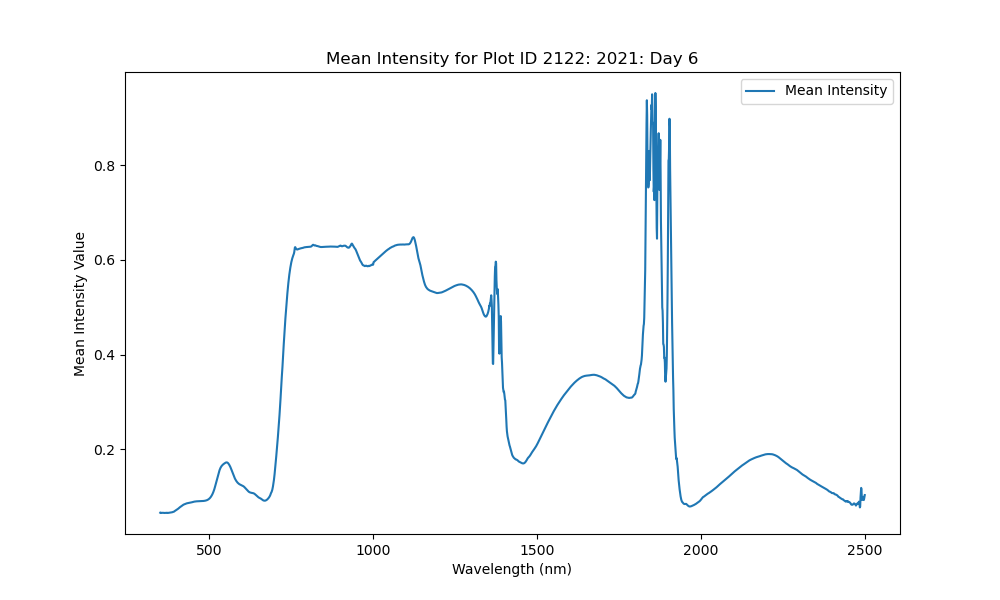 Mean Intensity for Plot ID 2122: 2021: Day 6
Mean Intensity
Mean Intensity Value
0.8
0.6
0.4
0.2
500
1000
1500
2000
2500
Wavelength (nm)